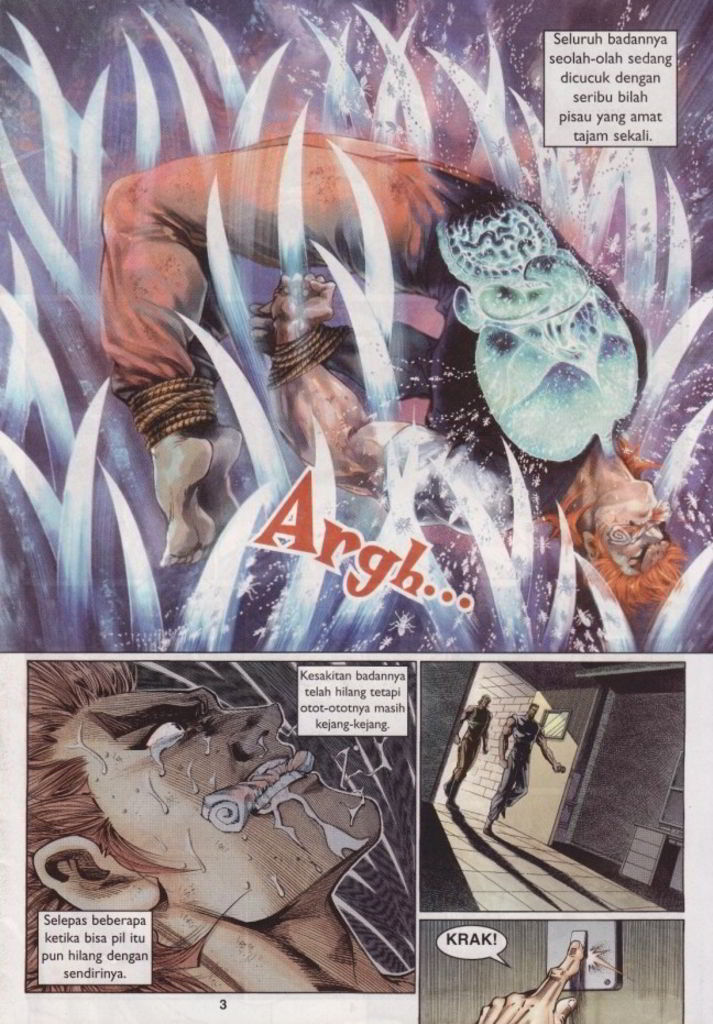 Seluruh badannya
seolah-olah sedang
dicucuk dengan
seribu bilah
pisau yang amat
tajam sekali.
Argh...
Kesakitan badannya
telah hilang tetapi
otot-ototnya masih
kejang-kejang.
Selepas beberapa
ketika bisa pil itu
pun hilang dengan
sendirinya.
KRAK!
3